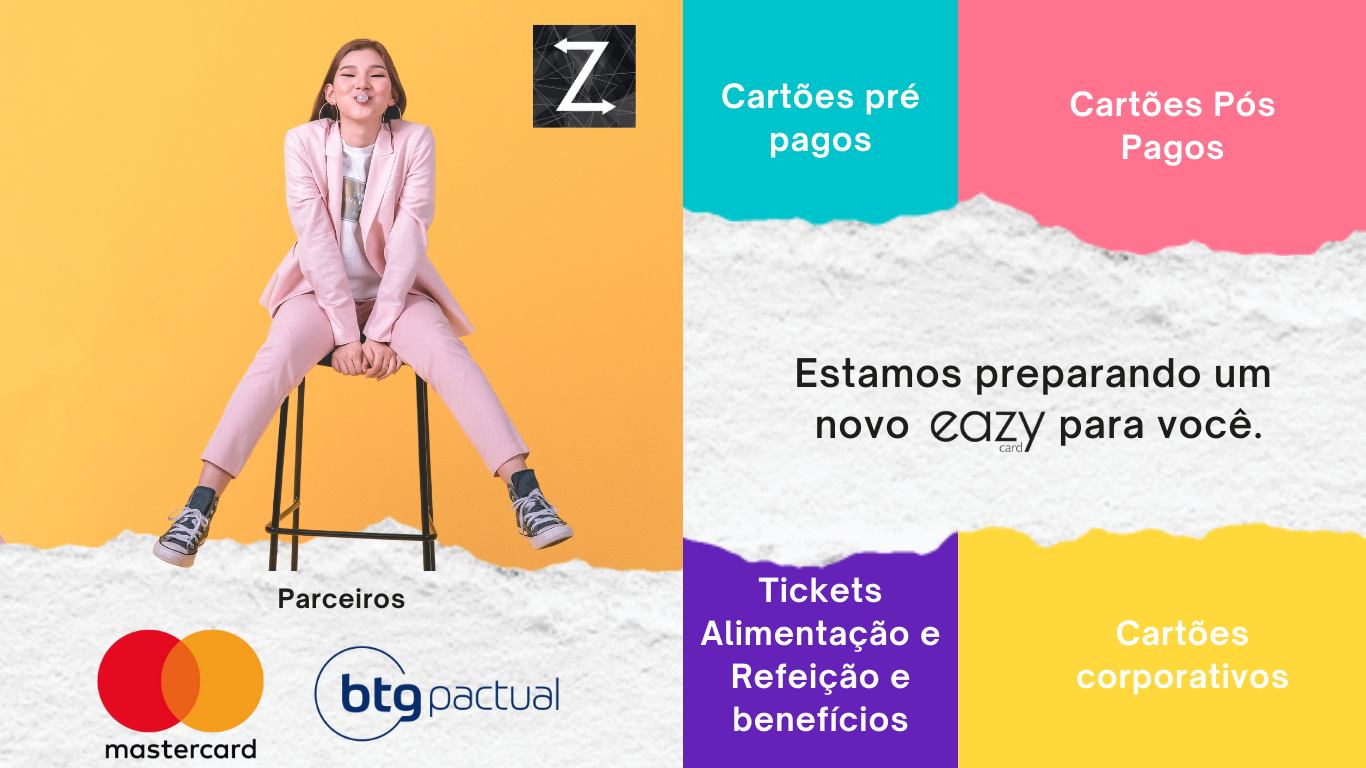 Z
Parceiros
mastercard
btg pactual
Cartões pré
pagos
Cartões Pós
Pagos
Estamos preparando um
novo eazy para você.
card
Tickets
Alimentação e
Refeição e
benefícios
Cartões
corporativos